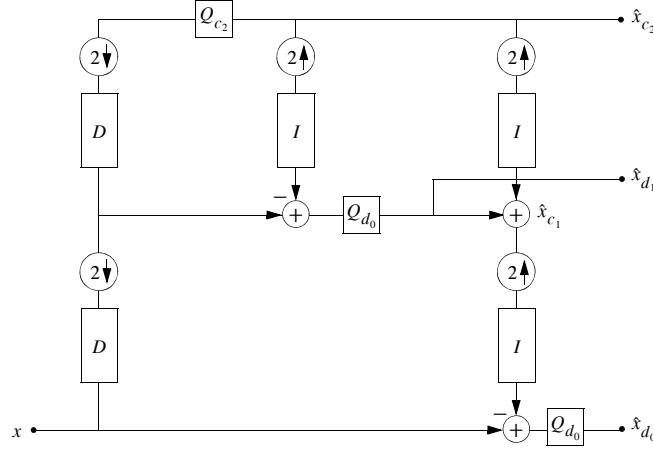 Q_{c_2} x̂_{c_2}
2 2 2
D I I
x̂_{d_1}
− + Q_{d_0} + x̂_{c_1}
2 2
D I
−
x + Q_{d_0} x̂_{d_0}